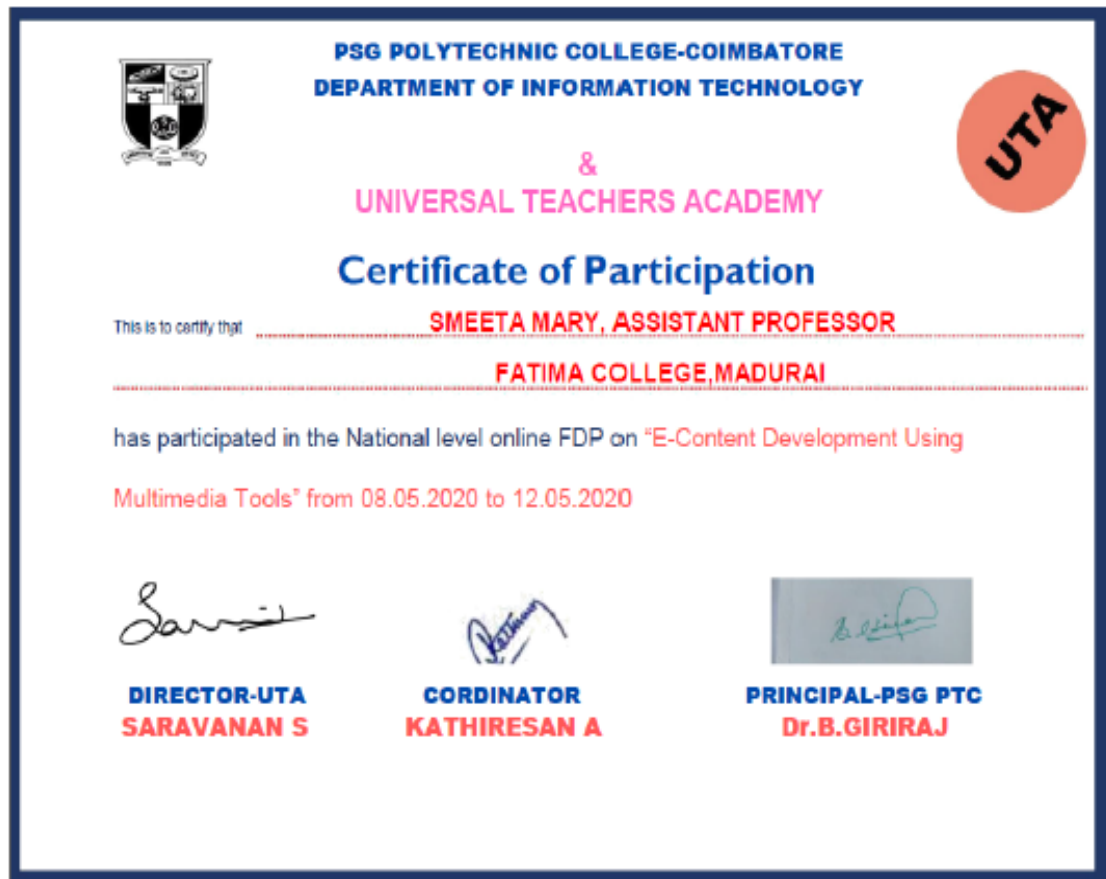 PSG POLYTECHNIC COLLEGE-COIMBATORE
DEPARTMENT OF INFORMATION TECHNOLOGY
UTA
&
UNIVERSAL TEACHERS ACADEMY
Certificate of Participation
This is to certify that SMEETA MARY, ASSISTANT PROFESSOR
FATIMA COLLEGE,MADURAI
has participated in the National level online FDP on “E-Content Development Using
Multimedia Tools” from 08.05.2020 to 12.05.2020
DIRECTOR-UTA CORDINATOR PRINCIPAL-PSG PTC
SARAVANAN S KATHIRESAN A Dr.B.GIRIRAJ